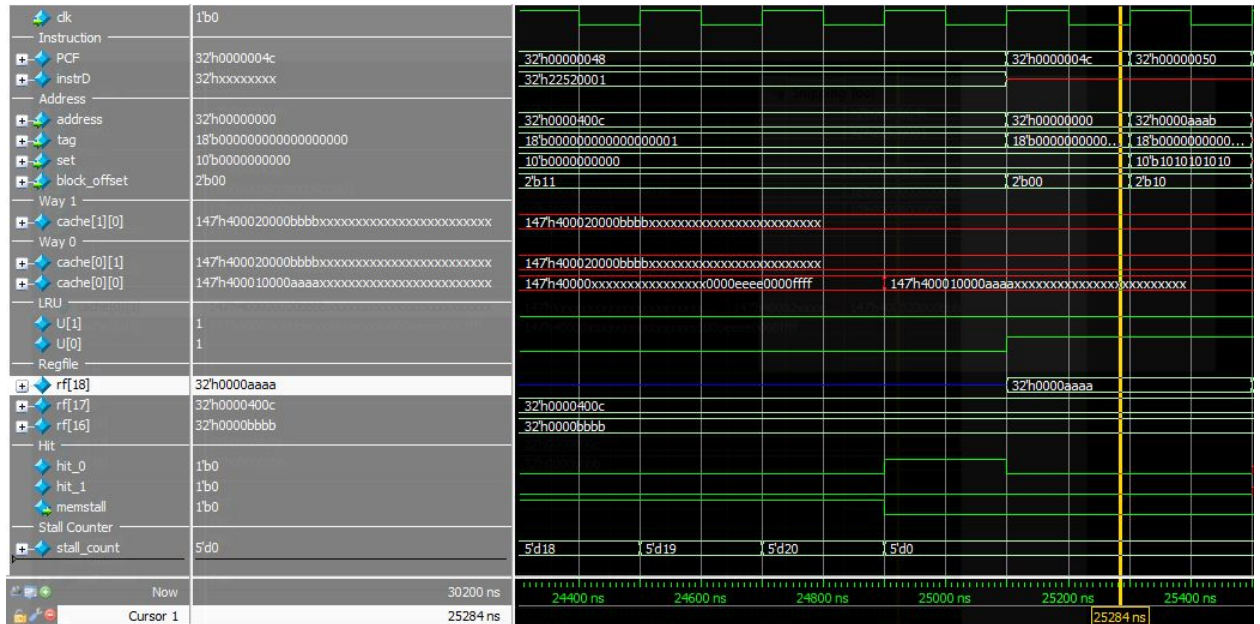 clk 1'b0
Instruction
PCF 32'h0000004c 32'h00000048 32'h0000004c 32'h00000050
instrD 32'hxxxxxxxx 32'h22520001
Address
address 32'h00000000 32'h0000400c 32'h00000000 32'h0000aaab
tag 18'b000000000000000000 18'b000000000000000001 18'b0000000000... 18'b0000000000...
set 10'b0000000000 10'b0000000000 10'b1010101010
block_offset 2'b00 2'b11 2'b00 2'b10
Way 1
cache[1][0] 147'h400020000bbbbxxxxxxxxxxxxxxxxxxxxxxxx 147'h400020000bbbbxxxxxxxxxxxxxxxxxxxxxxxx
Way 0
cache[0][1] 147'h400020000bbbbxxxxxxxxxxxxxxxxxxxxxxxx 147'h400020000bbbbxxxxxxxxxxxxxxxxxxxxxxxx
cache[0][0] 147'h400010000aaaaxxxxxxxxxxxxxxxxxxxxxxxx 147'h40000xxxxxxxxxxxxxxxx0000eeee0000ffff 147'h400010000aaaaxxxxxxxxxxxxxxxxxxxxxxxx
LRU
U[1] 1
U[0] 1
Regfile
rf[18] 32'h0000aaaa 32'h0000aaaa
rf[17] 32'h0000400c 32'h0000400c
rf[16] 32'h0000bbbb 32'h0000bbbb
Hit
hit_0 1'b0
hit_1 1'b0
memstall 1'b0
Stall Counter
stall_count 5'd0 5'd18 5'd19 5'd20 5'd0
Now 30200 ns 24400 ns 24600 ns 24800 ns 25000 ns 25200 ns 25400 ns
Cursor 1 25284 ns 25284 ns